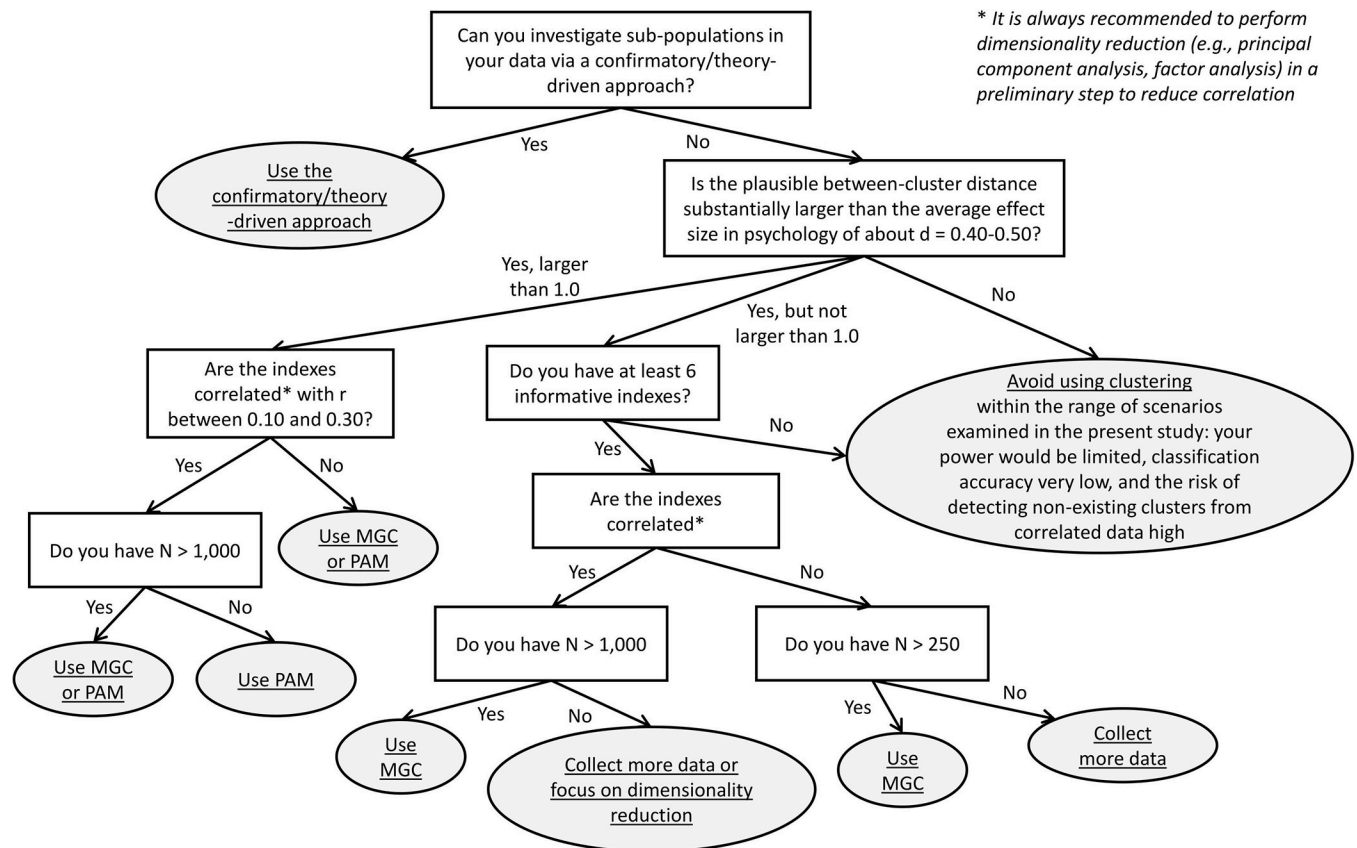 Can you investigate sub-populations in
your data via a confirmatory/theory-
driven approach?
* It is always recommended to perform
dimensionality reduction (e.g., principal
component analysis, factor analysis) in a
preliminary step to reduce correlation
Yes
No
Use the
confirmatory/theory
-driven approach
Is the plausible between-cluster distance
substantially larger than the average effect
size in psychology of about d = 0.40-0.50?
Yes, larger
than 1.0
Yes, but not
larger than 1.0
No
Are the indexes
correlated* with r
between 0.10 and 0.30?
Do you have at least 6
informative indexes?
Avoid using clustering
within the range of scenarios
examined in the present study: your
power would be limited, classification
accuracy very low, and the risk of
detecting non-existing clusters from
correlated data high
Yes
No
Yes
No
Do you have N > 1,000
Use MGC
or PAM
Are the indexes
correlated*
Yes
No
Yes
No
Use MGC
or PAM
Use PAM
Do you have N > 1,000
Do you have N > 250
Yes
No
Yes
No
Use
MGC
Collect more data or
focus on dimensionality
reduction
Use
MGC
Collect
more data